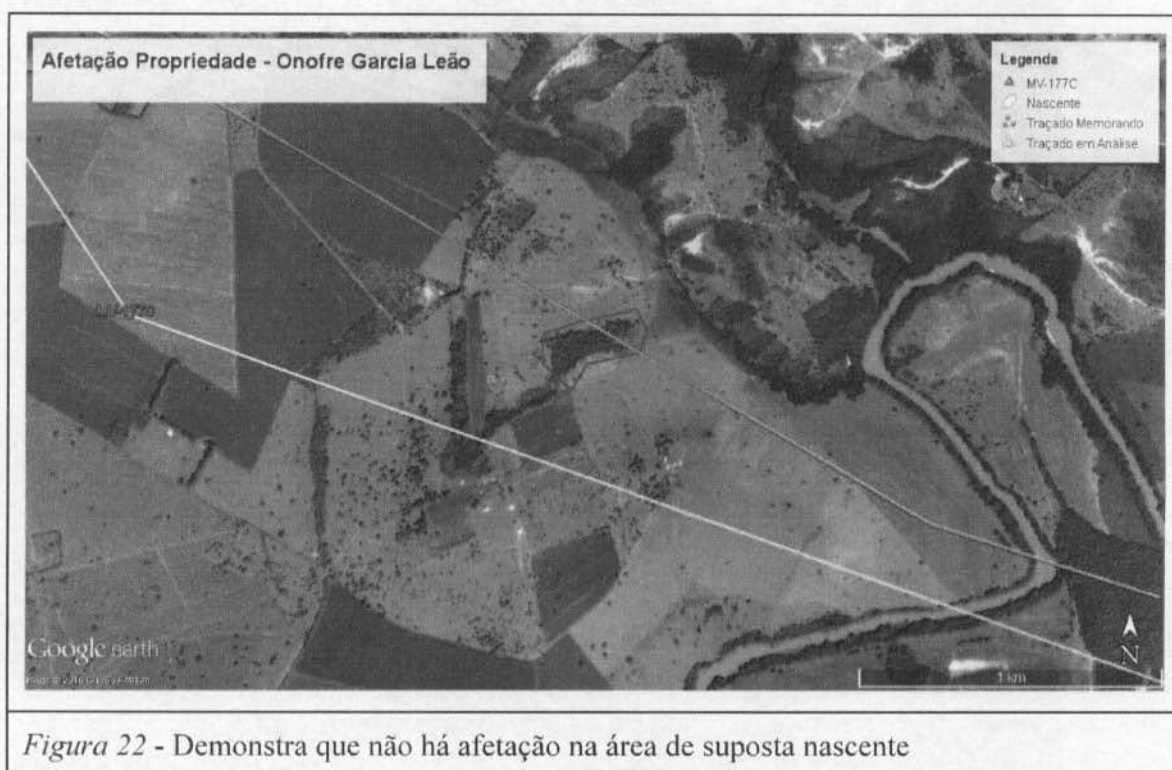 Afetação Propriedade - Onofre Garcia Leão
Legenda
MV-177C
Nascente
Traçado Memorando
Traçado em Análise
Google earth
1 km
N
Figura 22 - Demonstra que não há afetação na área de suposta nascente